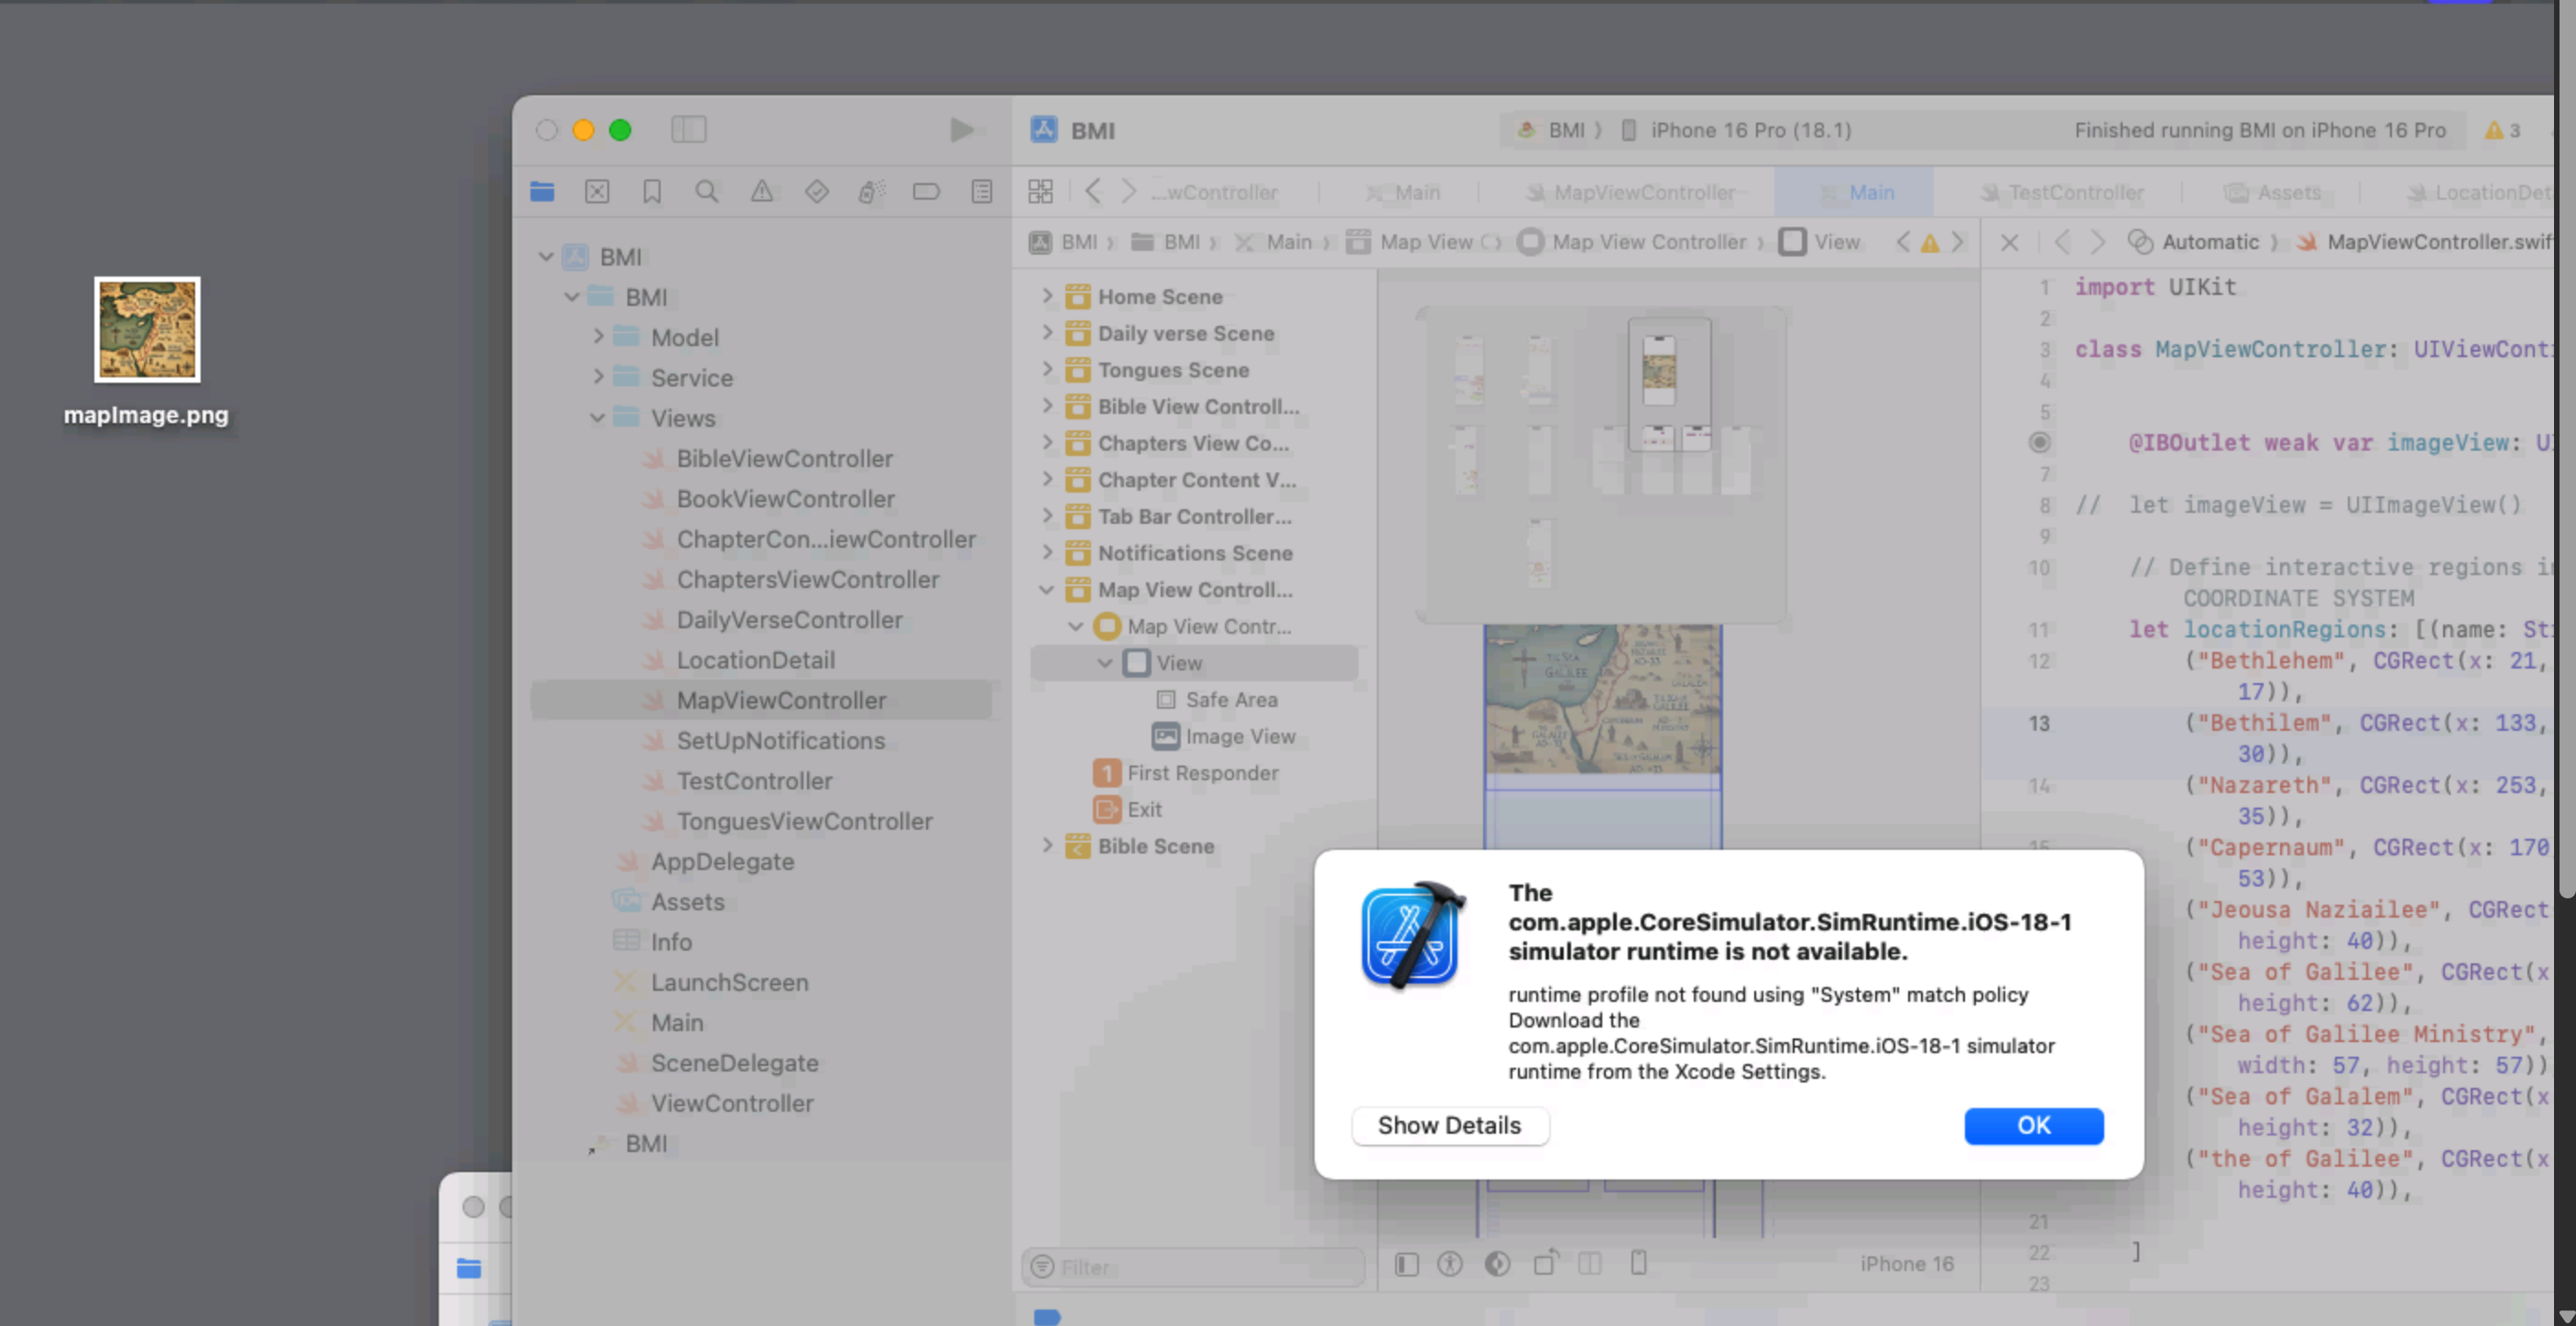 mapImage.png
BMI
BMI
iPhone 16 Pro (18.1)
Finished running BMI on iPhone 16 Pro
3
...wController
Main
MapViewController
Main
TestController
Assets
BMI
BMI
Main
Map View
Map View Controller
View
Automatic
BMI
BMI
Model
Service
Views
BibleViewController
BookViewController
ChapterCon...iewController
ChaptersViewController
DailyVerseController
LocationDetail
MapViewController
SetUpNotifications
TestController
TonguesViewController
AppDelegate
Assets
Info
LaunchScreen
Main
SceneDelegate
ViewController
BMI
Home Scene
Daily verse Scene
Tongues Scene
Bible View Controll...
Chapters View Co...
Chapter Content V...
Tab Bar Controller...
Notifications Scene
Map View Controll...
Map View Contr...
View
Safe Area
Image View
First Responder
Exit
Bible Scene
Filter
iPhone 16
1 import UIKit
2
3 class MapViewController:
4
5
@IBOutlet weak var imageView:
7
8 // let imageView = UIImageView()
9
10 // Define interactive regions
COORDINATE SYSTEM
11 let locationRegions: [(name:
12 ("Bethlehem", CGRect(x: 21,
17)),
13 ("Bethilem", CGRect(x: 133,
30)),
14 ("Nazareth", CGRect(x: 253,
35)),
15 ("Capernaum", CGRect(x: 170
53)),
("Jeousa Naziailee", CGRect
height: 40)),
("Sea of Galilee", CGRect(x
height: 62)),
("Sea of Galilee Ministry",
width: 57, height: 57))
("Sea of Galalem", CGRect(x
height: 32)),
("the of Galilee", CGRect(x
height: 40)),
21
22 ]
23
The
com.apple.CoreSimulator.SimRuntime.iOS-18-1
simulator runtime is not available.
runtime profile not found using "System" match policy
Download the
com.apple.CoreSimulator.SimRuntime.iOS-18-1 simulator
runtime from the Xcode Settings.
Show Details
OK